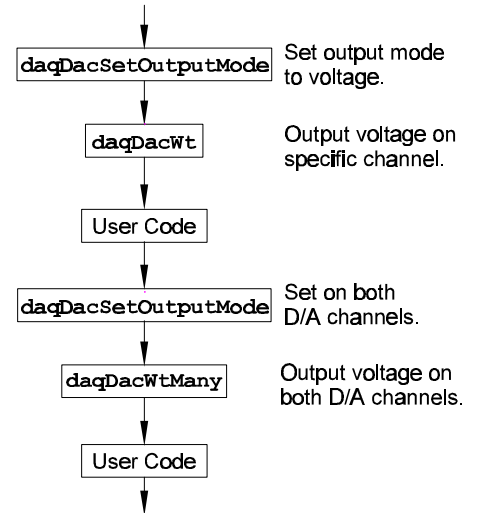 daqDacSetOutputMode
Set output mode
to voltage.
daqDacWt
Output voltage on
specific channel.
User Code
daqDacSetOutputMode
Set on both
D/A channels.
daqDacWtMany
Output voltage on
both D/A channels.
User Code